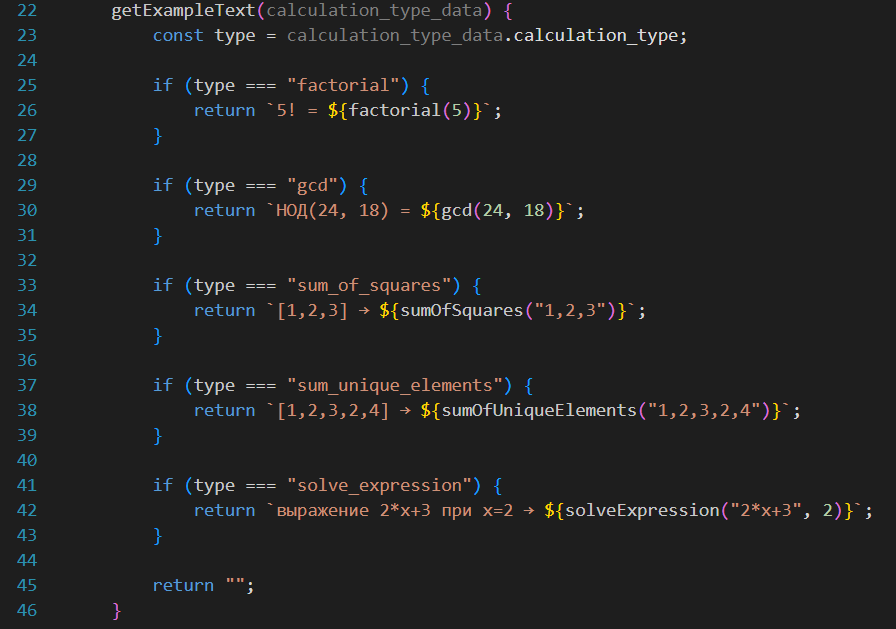 22 getExampleText(calculation_type_data) {
23 const type = calculation_type_data.calculation_type;
24
25 if (type === "factorial") {
26 return `5! = ${factorial(5)}`;
27 }
28
29 if (type === "gcd") {
30 return `НОД(24, 18) = ${gcd(24, 18)}`;
31 }
32
33 if (type === "sum_of_squares") {
34 return `[1,2,3] → ${sumOfSquares("1,2,3")}`;
35 }
36
37 if (type === "sum_unique_elements") {
38 return `[1,2,3,2,4] → ${sumOfUniqueElements("1,2,3,2,4")}`;
39 }
40
41 if (type === "solve_expression") {
42 return `выражение 2*x+3 при x=2 → ${solveExpression("2*x+3", 2)}`;
43 }
44
45 return "";
46 }